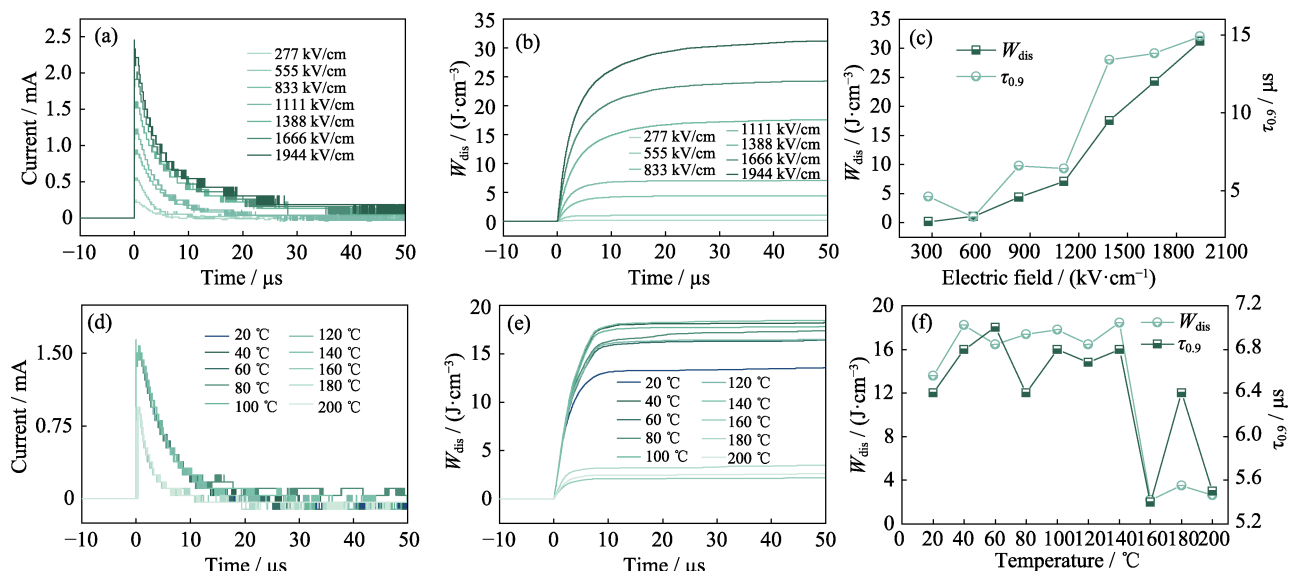 (a)
Current / mA
2.5
2.0
1.5
1.0
0.5
0
277 kV/cm
555 kV/cm
833 kV/cm
1111 kV/cm
1388 kV/cm
1666 kV/cm
1944 kV/cm
−10 0 10 20 30 40 50
Time / μs
(b)
Wdis / (J·cm−3)
35
30
25
20
15
10
5
0
277 kV/cm
555 kV/cm
833 kV/cm
1111 kV/cm
1388 kV/cm
1666 kV/cm
1944 kV/cm
−10 0 10 20 30 40 50
Time / μs
(c)
Wdis / (J·cm−3)
35
30
25
20
15
10
5
0
Wdis
τ0.9
15
10
5
τ0.9 / μs
0 300 600 900 1200 1500 1800 2100
Electric field / (kV·cm−1)
(d)
Current / mA
1.50
0.75
0
20 ℃
40 ℃
60 ℃
80 ℃
100 ℃
120 ℃
140 ℃
160 ℃
180 ℃
200 ℃
−10 0 10 20 30 40 50
Time / μs
(e)
Wdis / (J·cm−3)
20
15
10
5
0
20 ℃
40 ℃
60 ℃
80 ℃
100 ℃
120 ℃
140 ℃
160 ℃
180 ℃
200 ℃
−10 0 10 20 30 40 50
Time / μs
(f)
Wdis / (J·cm−3)
20
16
12
8
4
0
Wdis
τ0.9
7.2
6.8
6.4
6.0
5.6
5.2
τ0.9 / μs
0 20 40 60 80 100 120 140 160 180 200
Temperature / ℃